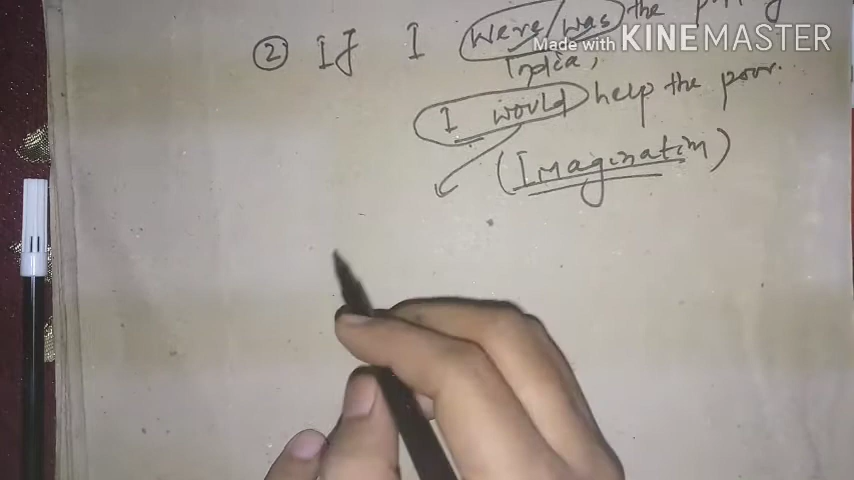 ② If I were/was the
India,
I would help the poor.
(Imagination)
Made with KINEMASTER